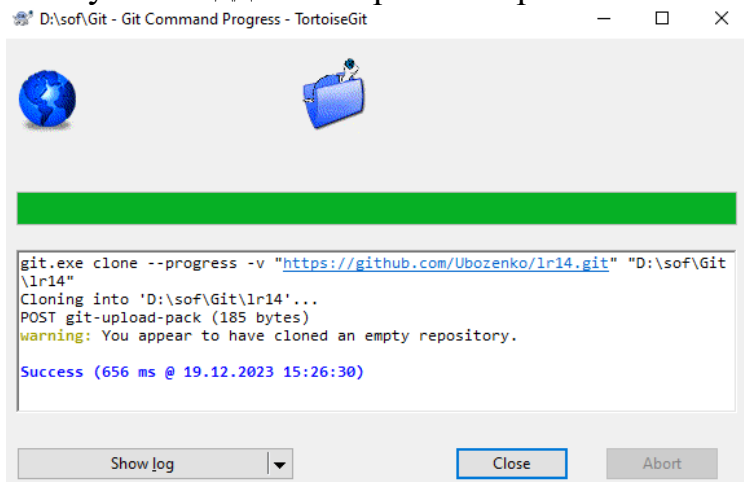 D:\sof\Git - Git Command Progress - TortoiseGit
git.exe clone --progress -v "https://github.com/Ubozenko/lr14.git" "D:\sof\Git
\lr14"
Cloning into 'D:\sof\Git\lr14'...
POST git-upload-pack (185 bytes)
warning: You appear to have cloned an empty repository.
Success (656 ms @ 19.12.2023 15:26:30)
Show log
Close
Abort